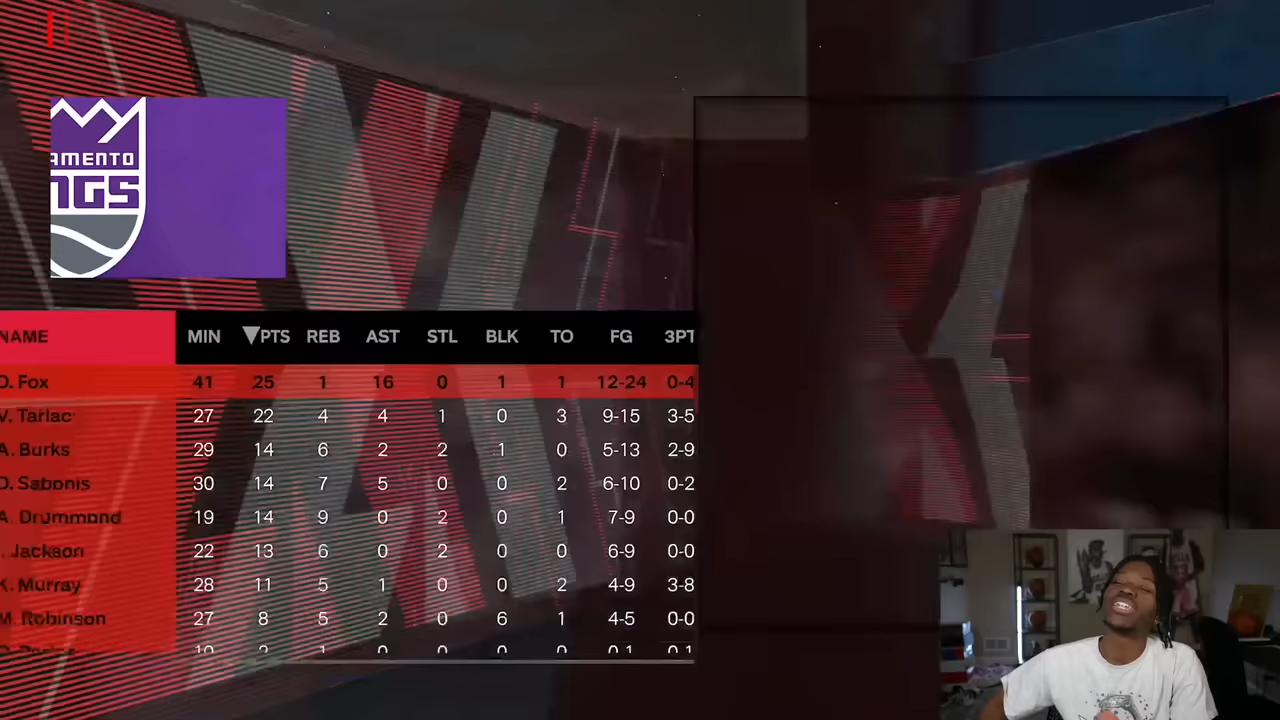 AMENTO
NGS
NAME MIN ▼PTS REB AST STL BLK TO FG 3PT
D. Fox 41 25 1 16 0 1 1 12-24 0-4
V. Tarlac 27 22 4 4 1 0 3 9-15 3-5
A. Burks 29 14 6 2 2 1 0 5-13 2-9
D. Sabonis 30 14 7 5 0 0 2 6-10 0-2
A. Drummond 19 14 9 0 2 0 1 7-9 0-0
. Jackson 22 13 6 0 2 0 0 6-9 0-0
K. Murray 28 11 5 1 0 0 2 4-9 3-8
M. Robinson 27 8 5 2 0 6 1 4-5 0-0